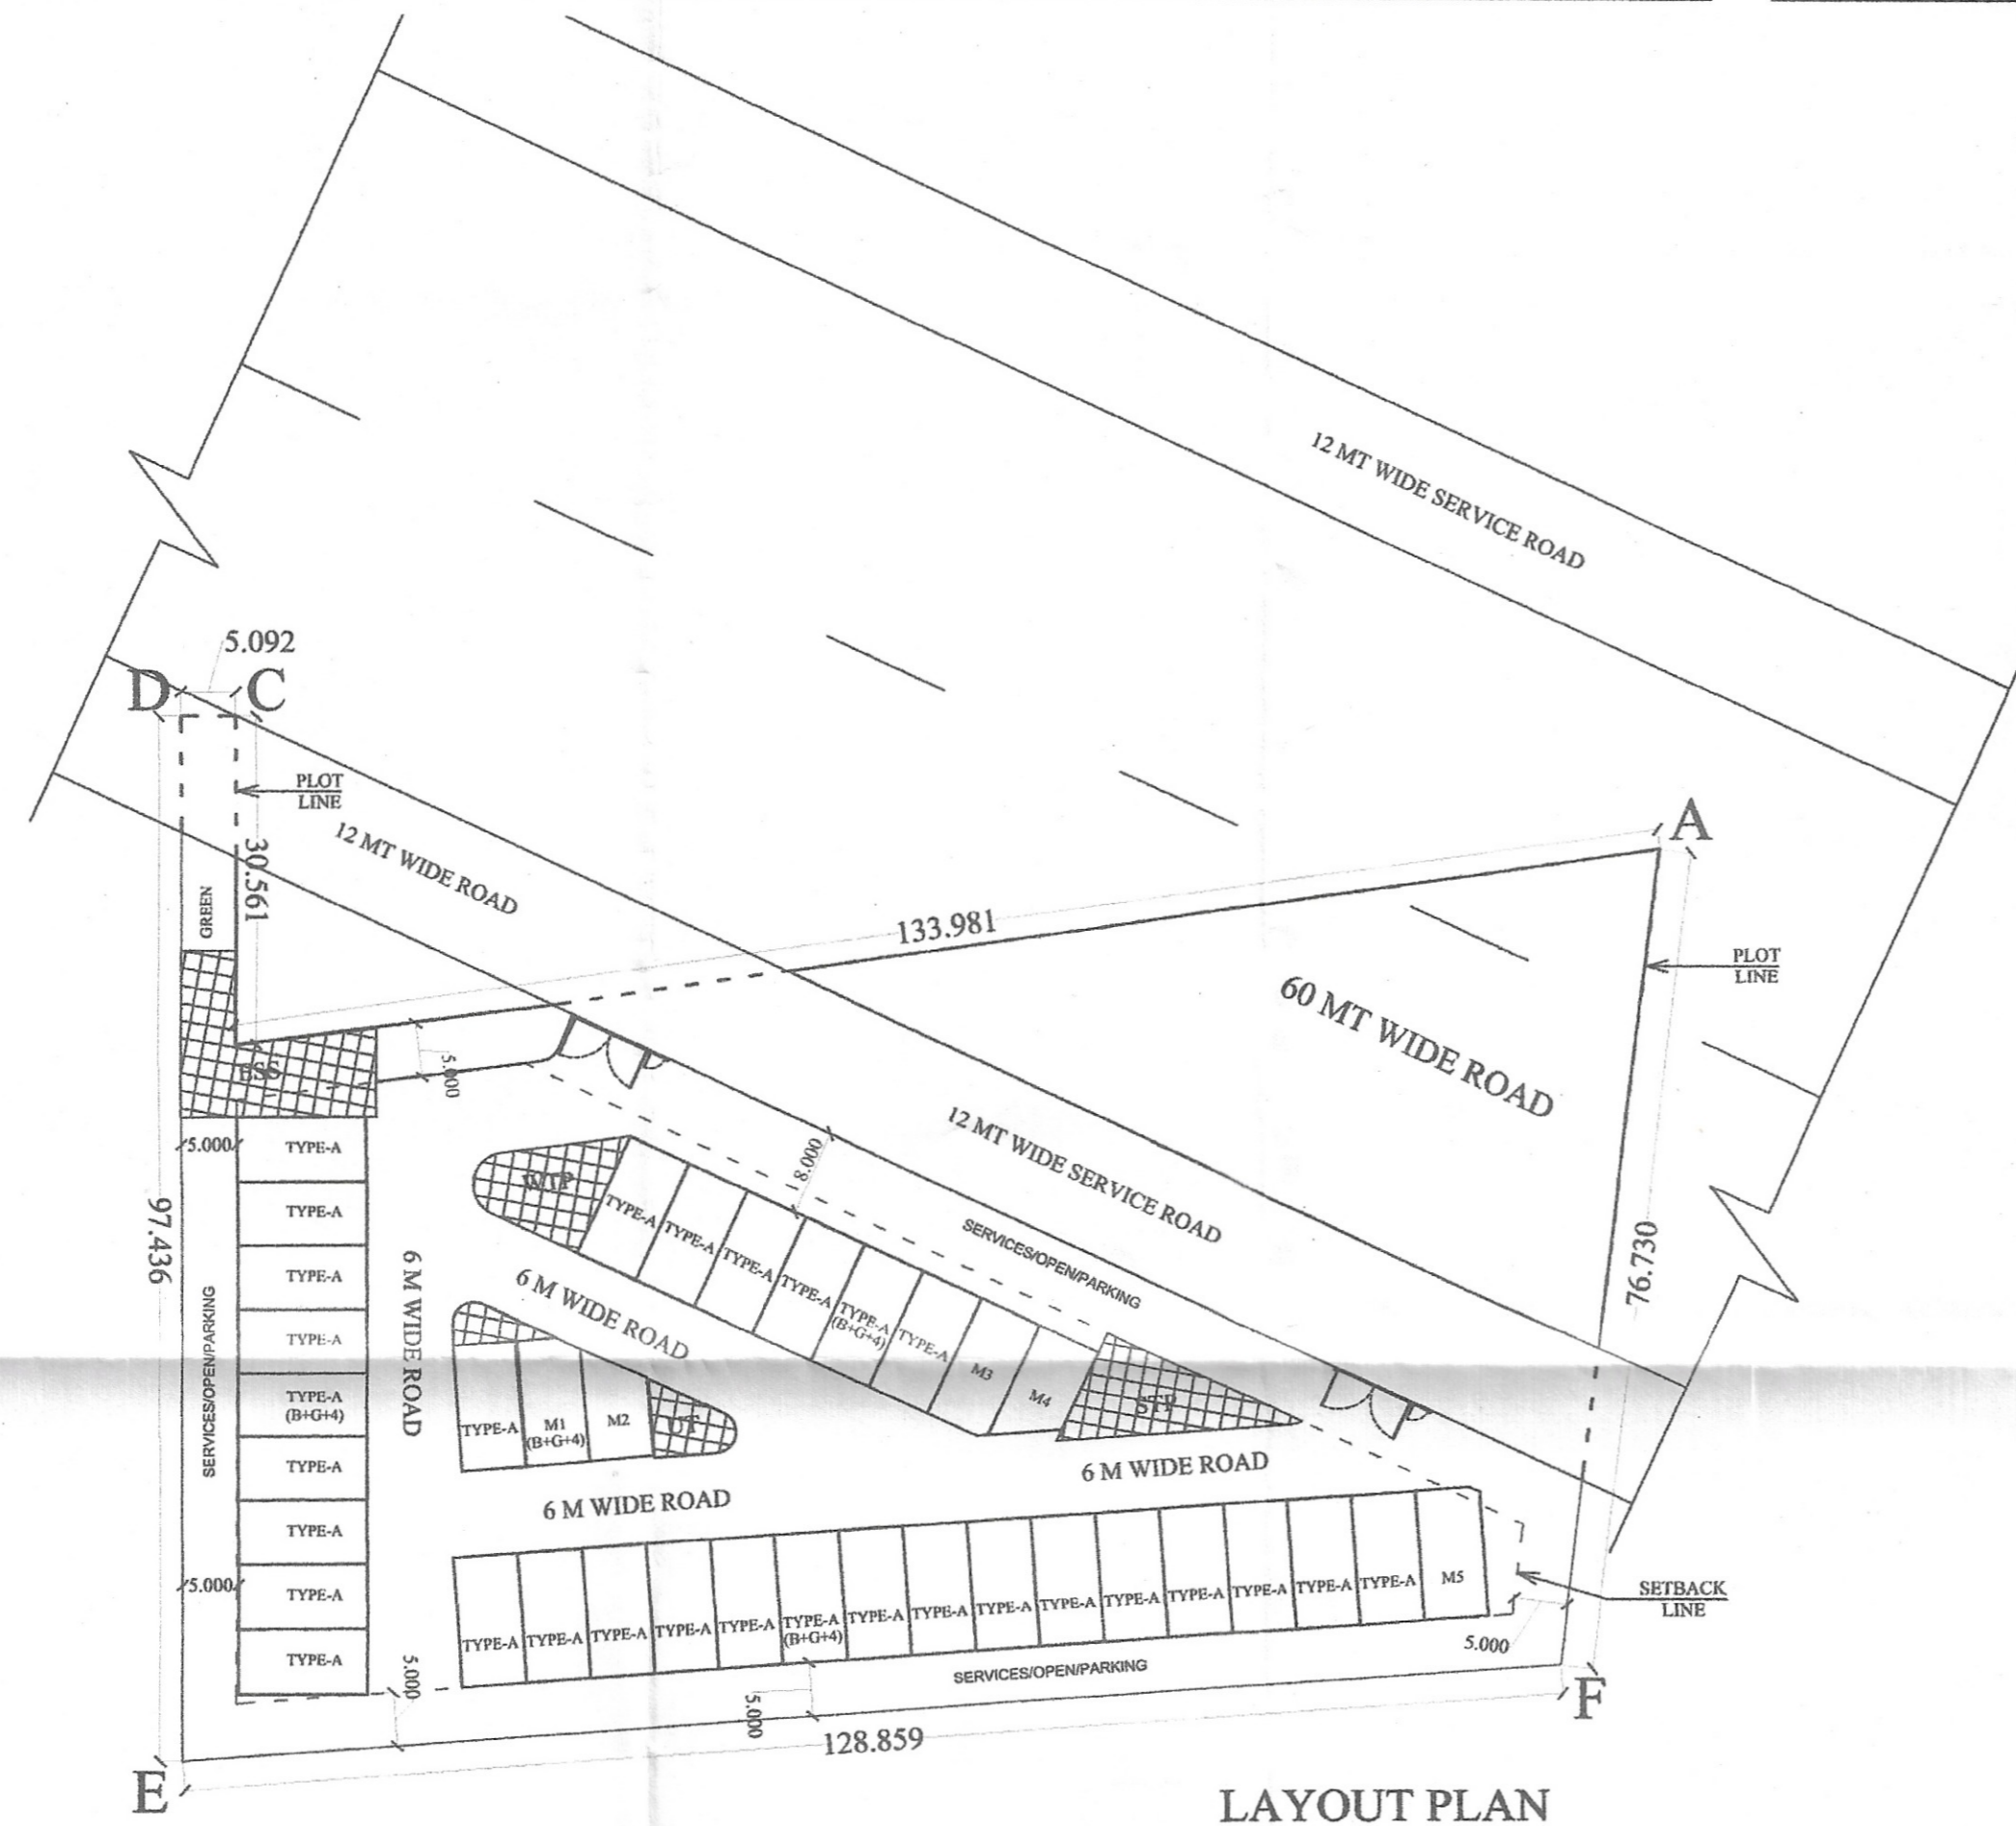 12 MT WIDE SERVICE ROAD
5.092
D
C
PLOT
LINE
12 MT WIDE ROAD
30.561
GREEN
A
133.981
PLOT
LINE
60 MT WIDE ROAD
ESS
5.000
5.000
TYPE-A
TYPE-A
TYPE-A
TYPE-A
TYPE-A
(B+G+4)
TYPE-A
TYPE-A
TYPE-A
TYPE-A
97.436
SERVICES/OPEN/PARKING
5.000
6 M WIDE ROAD
WTP
8.000
12 MT WIDE SERVICE ROAD
SERVICES/OPEN/PARKING
76.730
TYPE-A
TYPE-A
TYPE-A
TYPE-A
TYPE-A
(B+G+4)
TYPE-A
M3
M4
STP
6 M WIDE ROAD
TYPE-A
M1
(B+G+4)
M2
UT
6 M WIDE ROAD
6 M WIDE ROAD
TYPE-A
TYPE-A
TYPE-A
TYPE-A
TYPE-A
TYPE-A
(B+G+4)
TYPE-A
TYPE-A
TYPE-A
TYPE-A
TYPE-A
TYPE-A
TYPE-A
TYPE-A
TYPE-A
M5
SETBACK
LINE
5.000
5.000
5.000
SERVICES/OPEN/PARKING
128.859
F
E
LAYOUT PLAN